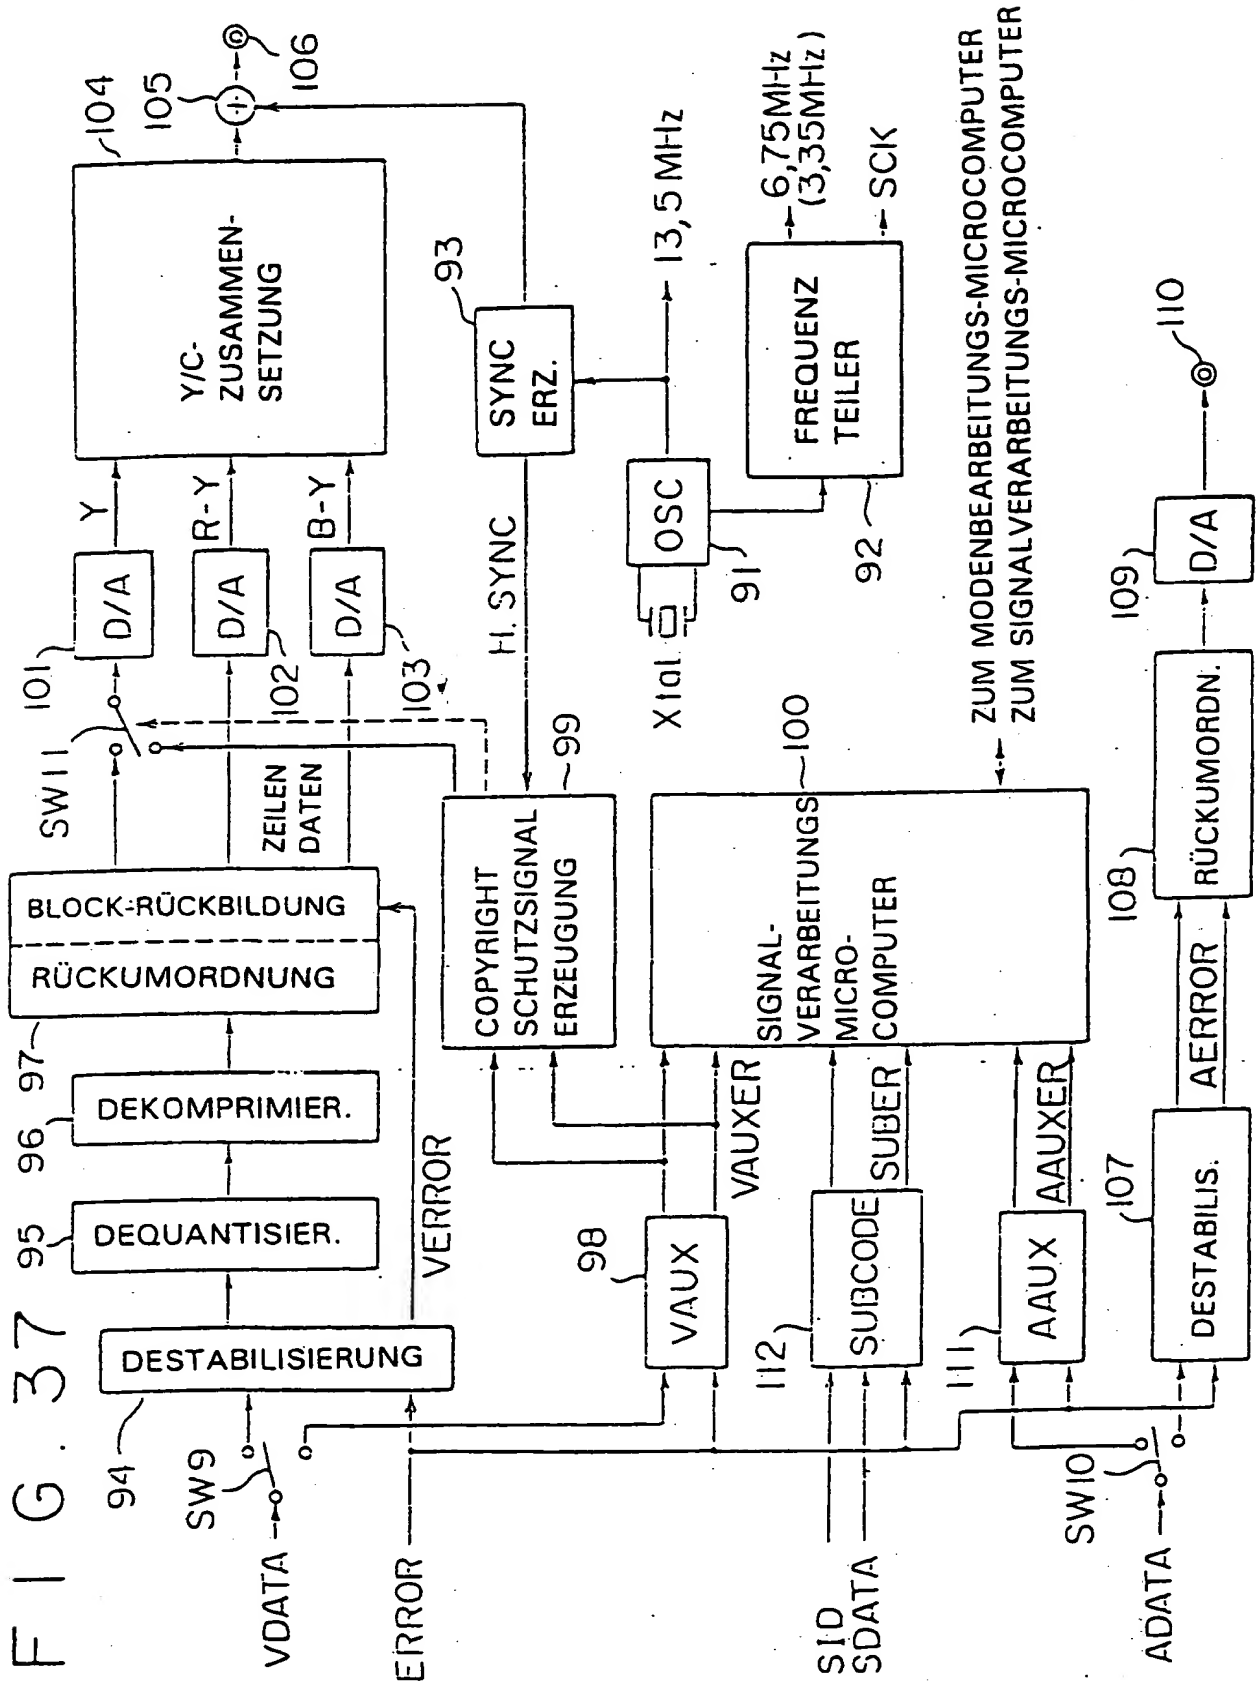 FIG. 37
VDATA
SW9
94
DESTABILISIERUNG
95
DEQUANTISIER.
96
DEKOMPRIMIER.
97
RÜCKUMORDNUNG
BLOCK-RÜCKBILDUNG
SW11
ZEILEN
DATEN
101
D/A
Y
102
D/A
R-Y
103
D/A
B-Y
104
Y/C-
ZUSAMMEN-
SETZUNG
105
106
ERROR
VERROR
COPYRIGHT
SCHUTZSIGNAL
ERZEUGUNG
99
H. SYNC
SYNC
ERZ.
93
Xtal
OSC
91
13,5 MHz
FREQUENZ
TEILER
92
6,75MHz
(3,35MHz)
SCK
98
VAUX
VAUXER
SID
SDATA
112
SUBCODE
SUBER
111
AAUX
AAUXER
SIGNAL-
VERARBEITUNGS
MICRO-
COMPUTER
100
ZUM MODENBEARBEITUNGS-MICROCOMPUTER
ZUM SIGNALVERARBEITUNGS-MICROCOMPUTER
ADATA
SW10
107
DESTABILIS.
AERROR
108
RÜCKUMORDN.
109
D/A
110